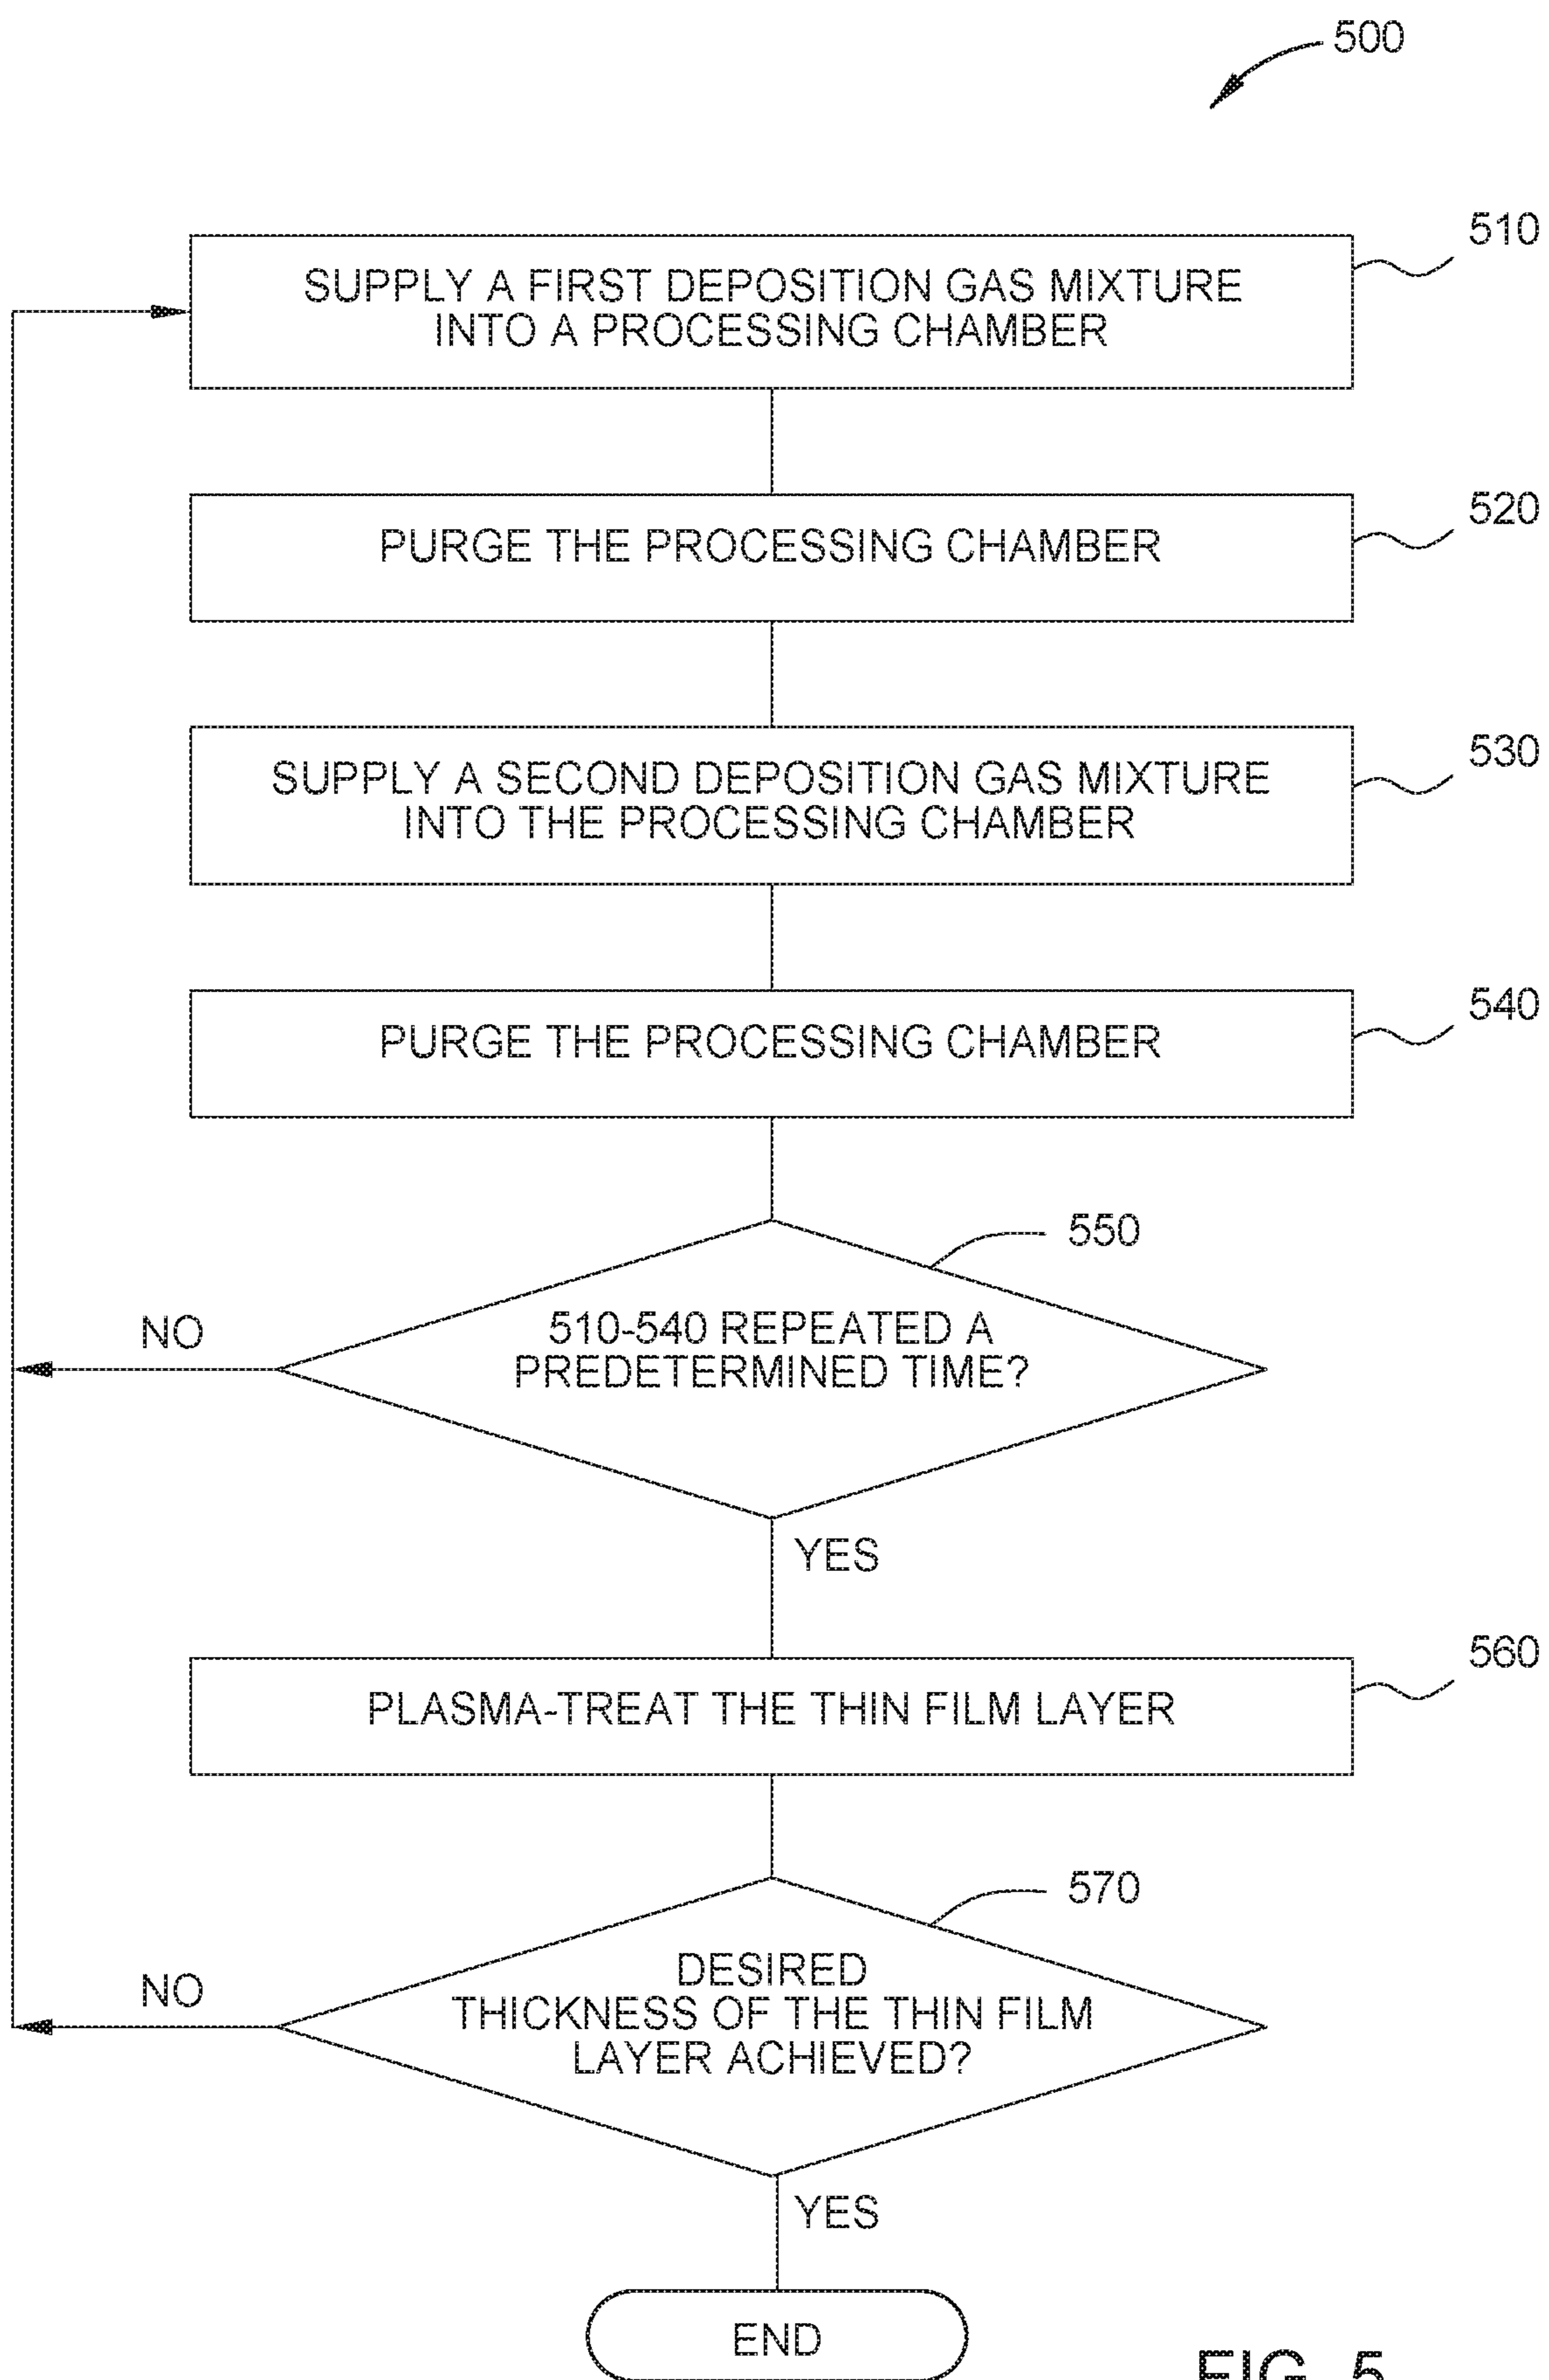 500
510
SUPPLY A FIRST DEPOSITION GAS MIXTURE
INTO A PROCESSING CHAMBER
520
PURGE THE PROCESSING CHAMBER
530
SUPPLY A SECOND DEPOSITION GAS MIXTURE
INTO THE PROCESSING CHAMBER
540
PURGE THE PROCESSING CHAMBER
550
510-540 REPEATED A
PREDETERMINED TIME?
NO
YES
560
PLASMA-TREAT THE THIN FILM LAYER
570
DESIRED
THICKNESS OF THE THIN FILM
LAYER ACHIEVED?
NO
YES
END
FIG. 5